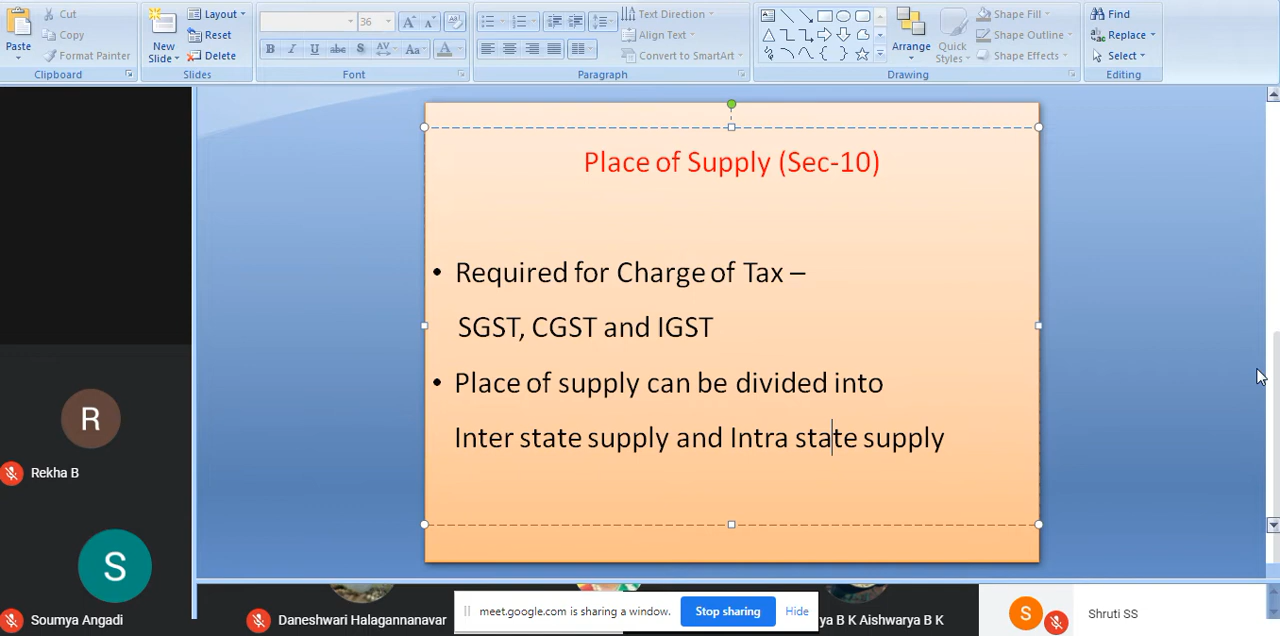 Cut
Copy
Paste
Format Painter
Clipboard
New
Slide
Layout
Reset
Delete
Slides
36
A A
B I U abc S AV Aa A
Font
Text Direction
Align Text
Convert to SmartArt
Paragraph
Arrange
Quick
Styles
Shape Fill
Shape Outline
Shape Effects
Drawing
Find
Replace
Select
Editing
Place of Supply (Sec-10)
• Required for Charge of Tax –
SGST, CGST and IGST
• Place of supply can be divided into
Inter state supply and Intra state supply
R
Rekha B
S
Soumya Angadi
Daneshwari Halagannanavar
meet.google.com is sharing a window.
Stop sharing
Hide
ya B K Aishwarya B K
S
Shruti SS